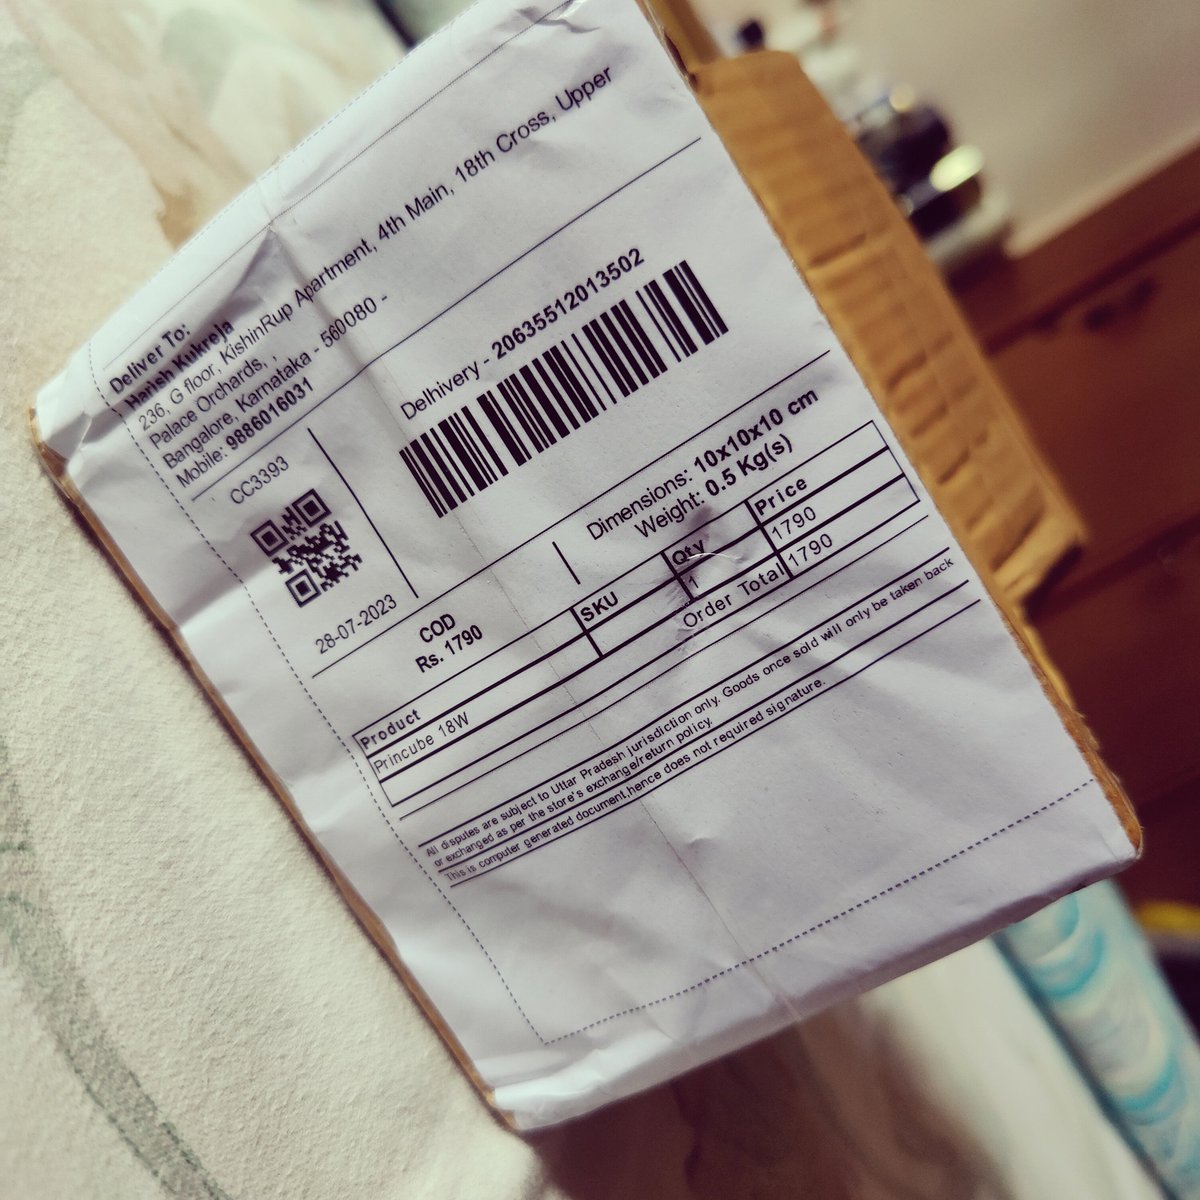 Deliver To:
Harish Kukreja
236, G floor, KishinRup Apartment, 4th Main, 18th Cross, Upper
Palace Orchards, ,
Bangalore, Karnataka - 560080 -
Mobile: 9886016031
CC3393
28-07-2023
Delhivery - 20635512013502
COD
Rs. 1790
Dimensions: 10x10x10 cm
Weight: 0.5 Kg(s)
Product SKU Qty Price
Princube 18W 1 1790
Order Total 1790
All disputes are subject to Uttar Pradesh jurisdiction only. Goods once sold will only be taken back
or exchanged as per the store's exchange/return policy.
This is computer generated document,hence does not required signature.